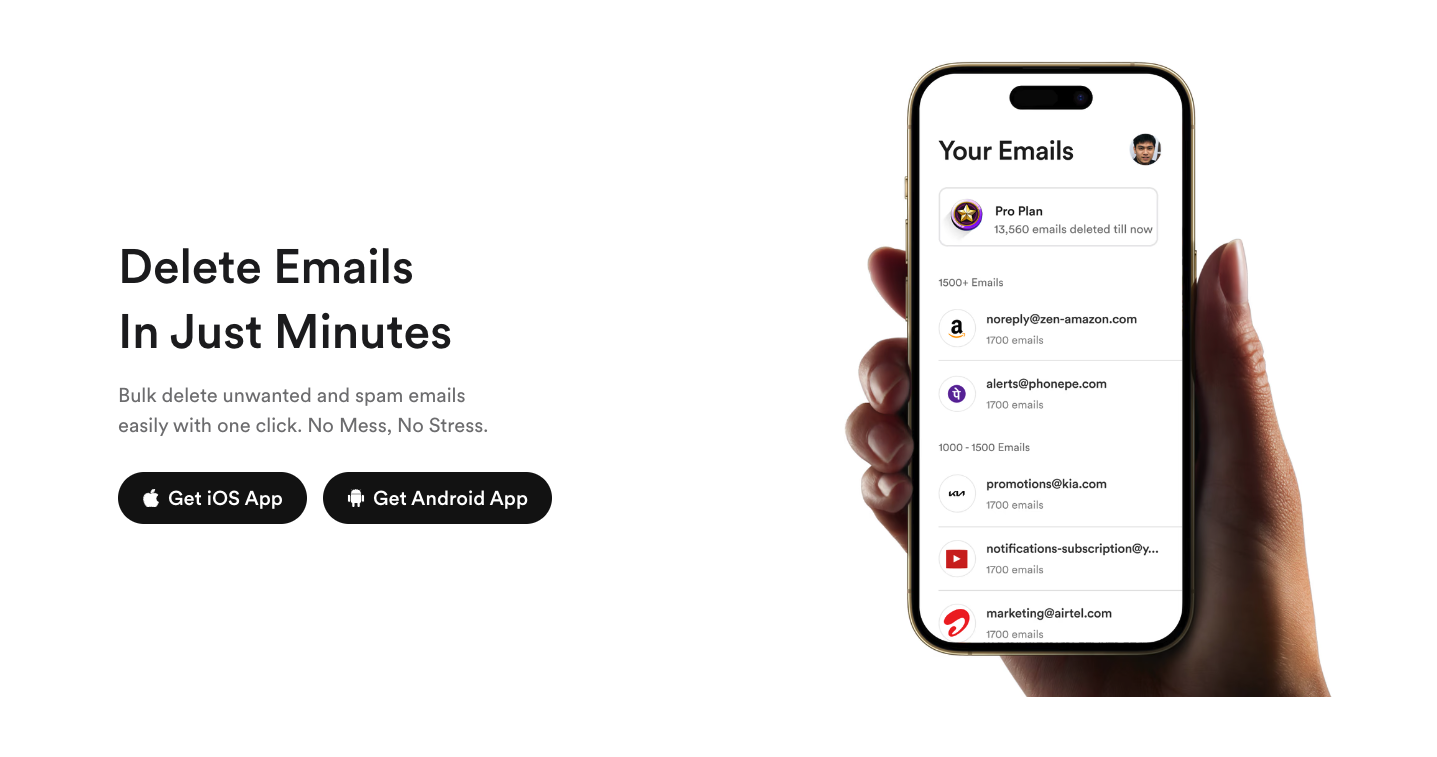 Delete Emails
In Just Minutes
Bulk delete unwanted and spam emails
easily with one click. No Mess, No Stress.
Get iOS App
Get Android App
Your Emails
Pro Plan
13,560 emails deleted till now
1500+ Emails
a
noreply@zen-amazon.com
1700 emails
पे
alerts@phonepe.com
1700 emails
1000 - 1500 Emails
KIA
promotions@kia.com
1700 emails
notifications-subscription@y...
1700 emails
marketing@airtel.com
1700 emails